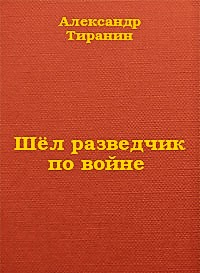 Александр
Тиранин
Шёл разведчик
по войне